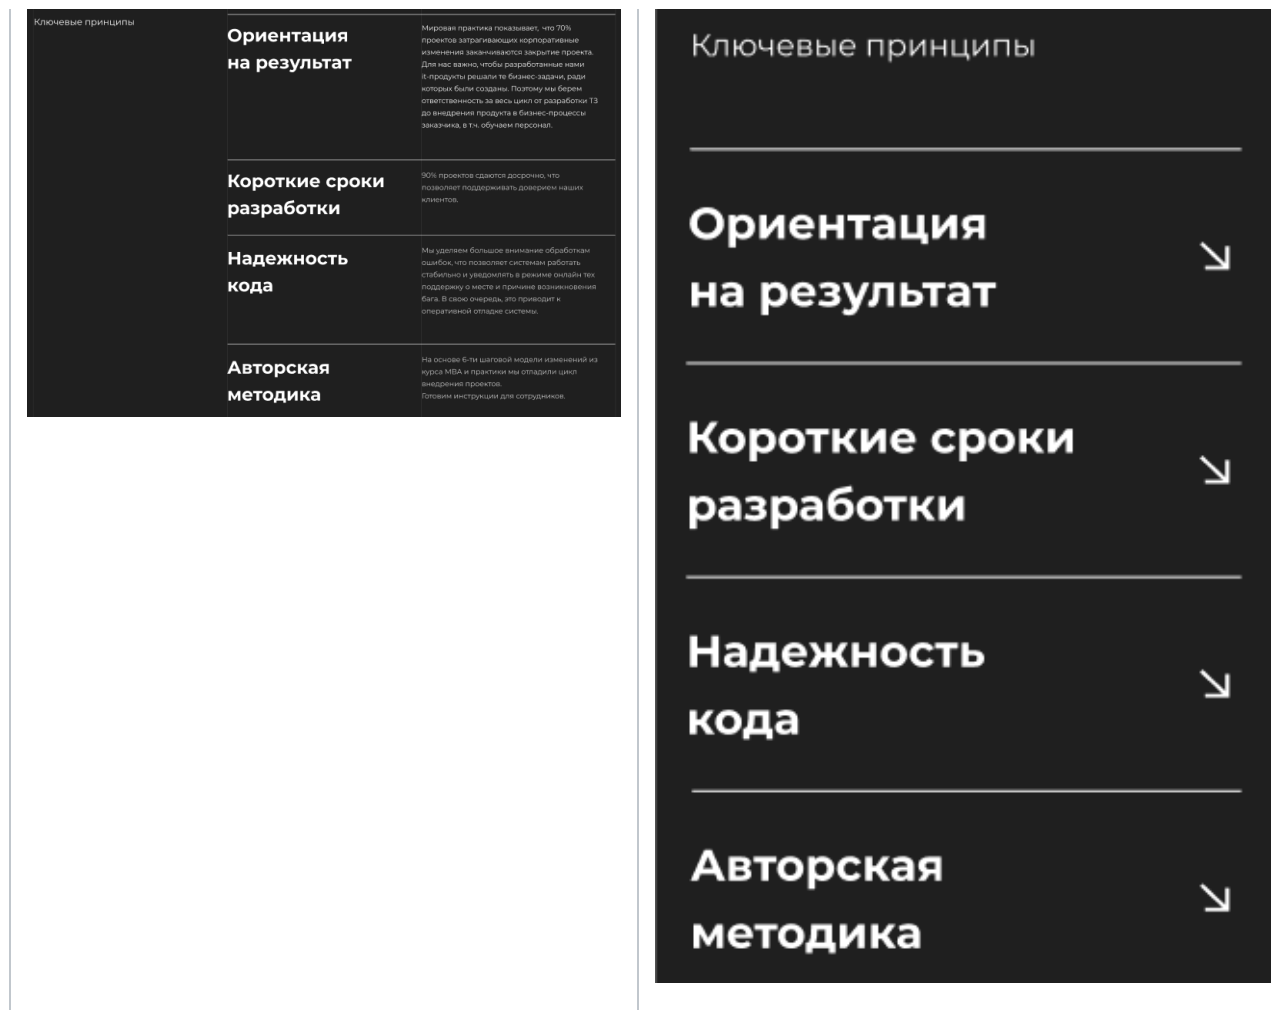 Ключевые принципы
Ориентация
на результат
Мировая практика показывает, что 70%
проектов затрагивающих корпоративные
изменения заканчиваются закрытие проекта.
Для нас важно, чтобы разработанные нами
it-продукты решали те бизнес-задачи, ради
которых были созданы. Поэтому мы берем
ответственность за весь цикл от разработки ТЗ
до внедрения продукта в бизнес-процессы
заказчика, в т.ч. обучаем персонал.
Короткие сроки
разработки
90% проектов сдаются досрочно, что
позволяет поддерживать доверием наших
клиентов.
Надежность
кода
Мы уделяем большое внимание обработкам
ошибок, что позволяет системам работать
стабильно и уведомлять в режиме онлайн тех
поддержку о месте и причине возникновения
бага. В свою очередь, это приводит к
оперативной отладке системы.
Авторская
методика
На основе 6-ти шаговой модели изменений из
курса MBA и практики мы отладили цикл
внедрения проектов.
Готовим инструкции для сотрудников.
Ключевые принципы
Ориентация
на результат
Короткие сроки
разработки
Надежность
кода
Авторская
методика